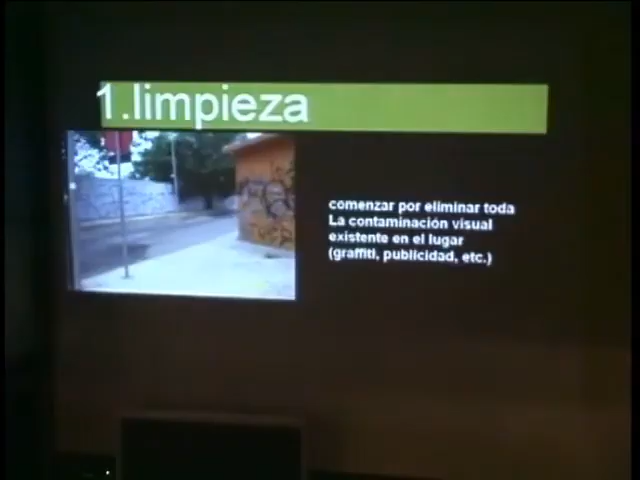 1.limpieza
comenzar por eliminar toda
La contaminación visual
existente en el lugar
(graffiti, publicidad, etc.)